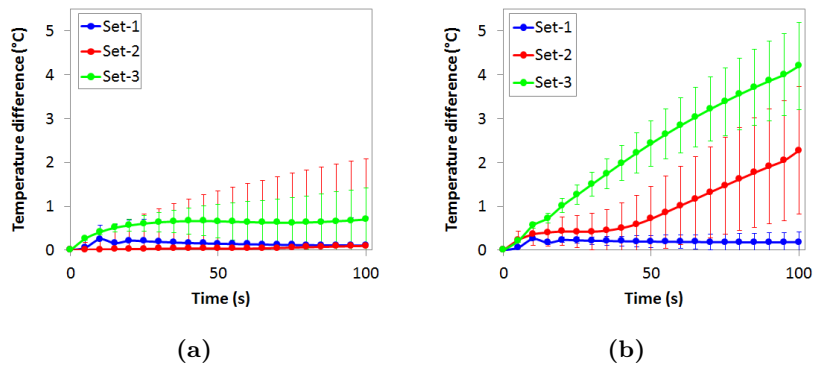 Temperature difference (°C)
5
4
3
2
1
0
Set-1
Set-2
Set-3
0
50
100
Time (s)
(a)
Temperature difference (°C)
5
4
3
2
1
0
Set-1
Set-2
Set-3
0
50
100
Time (s)
(b)